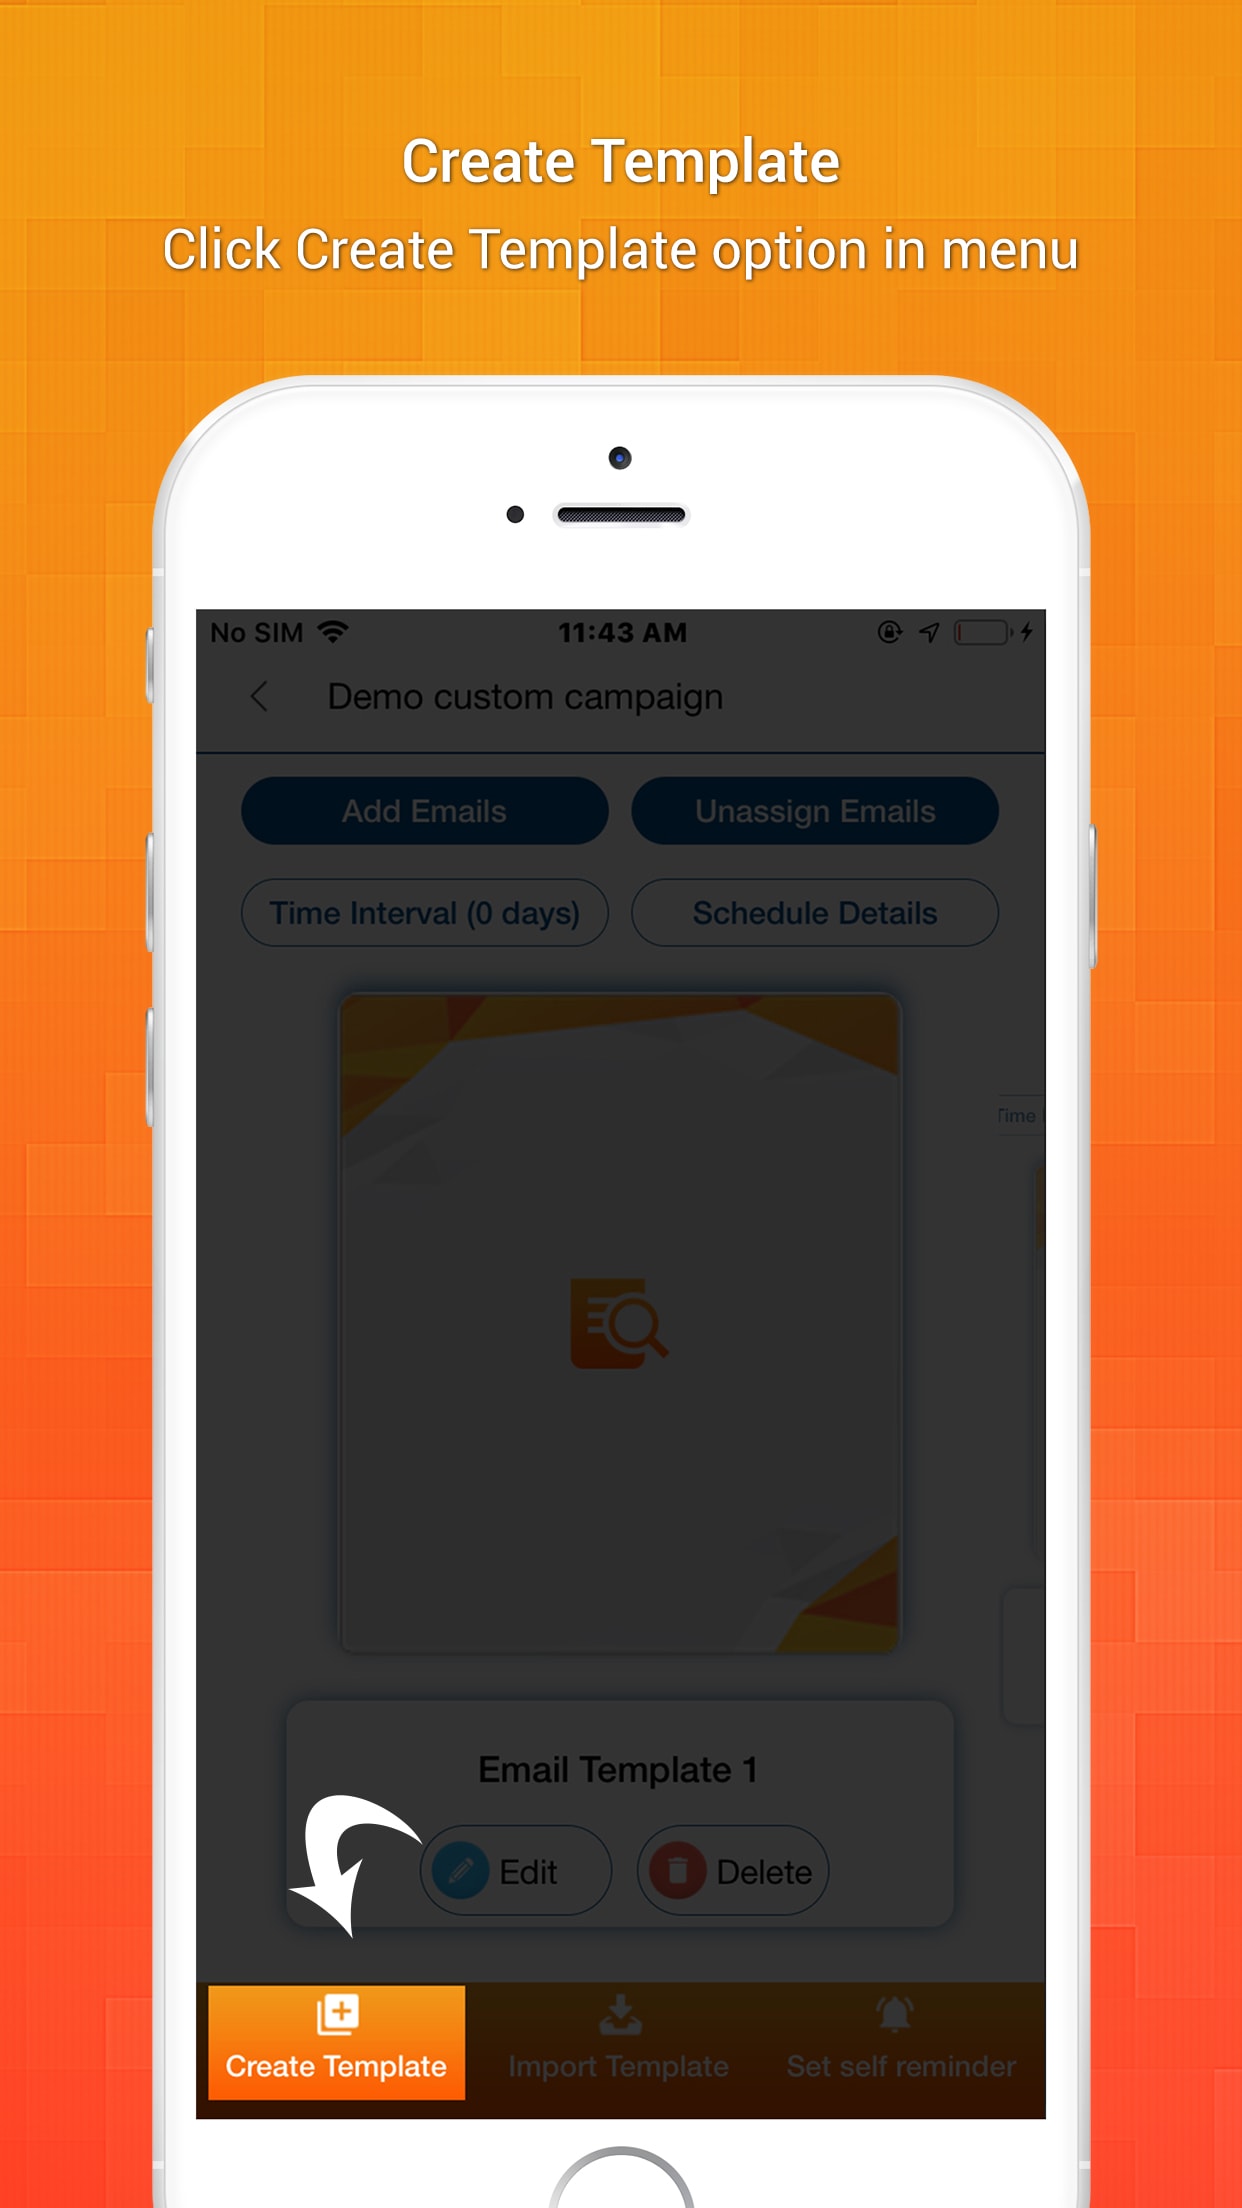 Create Template
Click Create Template option in menu
No SIM 11:43 AM
Demo custom campaign
Add Emails Unassign Emails
Time Interval (0 days) Schedule Details
Time
Email Template 1
Edit Delete
Create Template Import Template Set self reminder